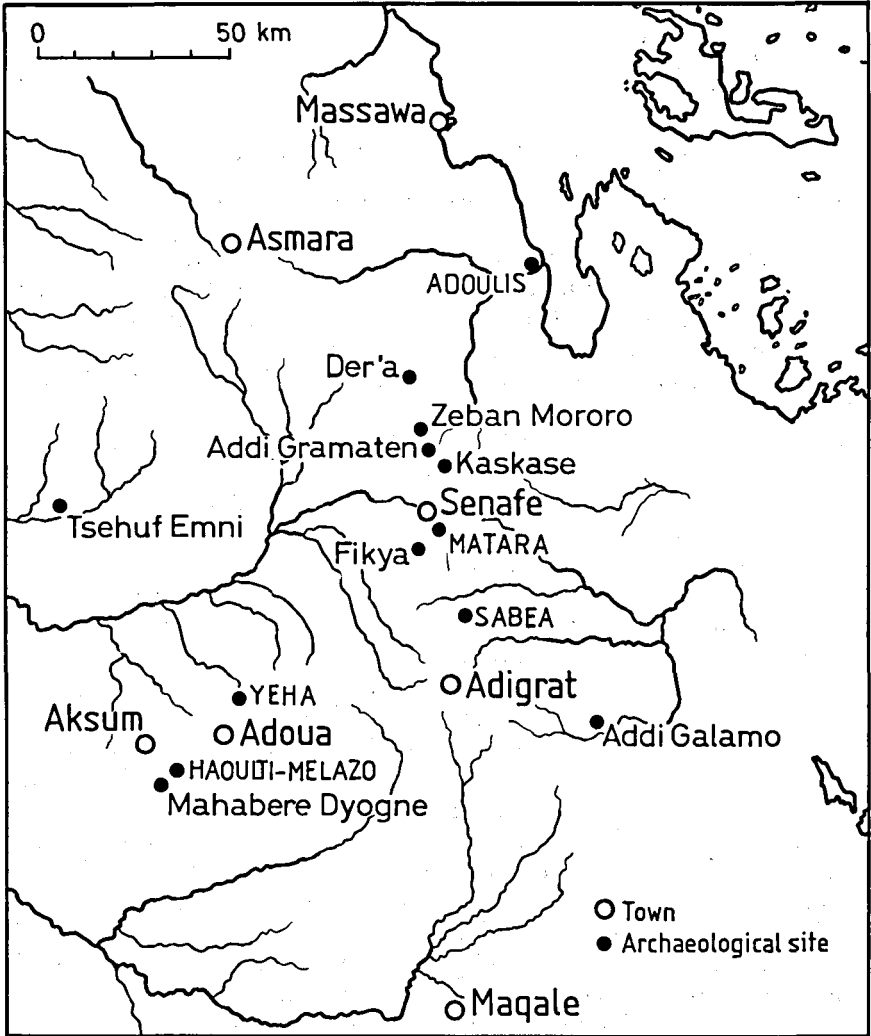 0 50 km
Massawa
Asmara
ADOULIS
Der'a
Zeban Mororo
Addi Gramaten
Kaskase
Senafe
Tsehuf Emni
MATARA
Fikya
SABEA
Adigrat
YEHA
Aksum
Adoua
Addi Galamo
HAOULTI-MELAZO
Mahabere Dyogne
Town
Archaeological site
Maqale